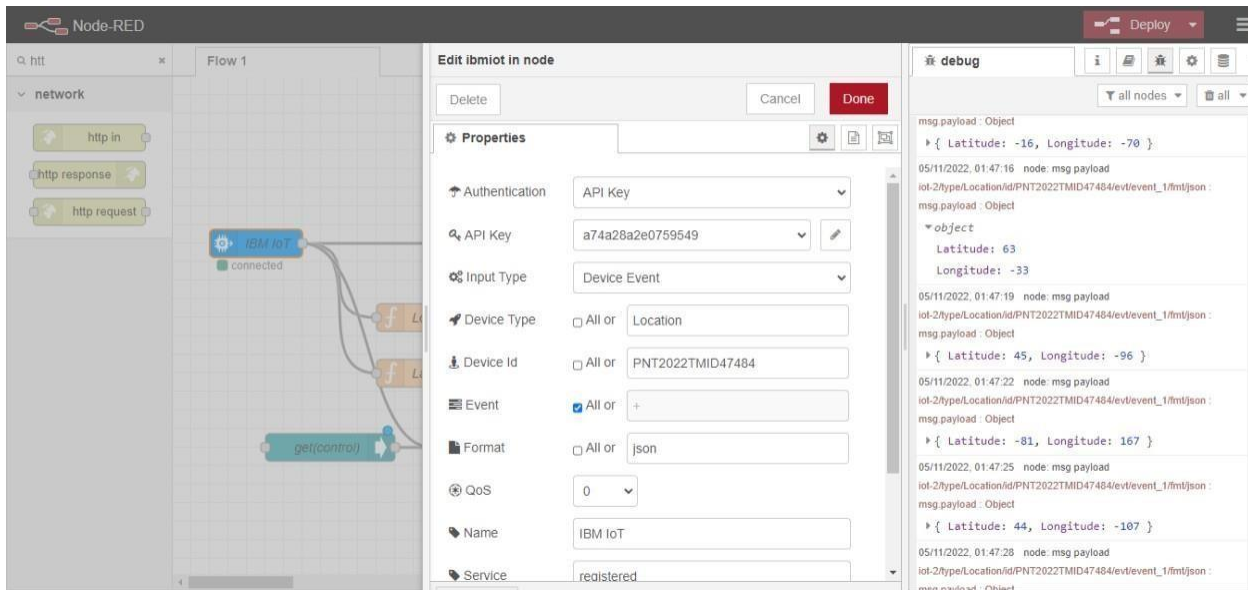 Node-RED
Deploy
htt
Flow 1
network
http in
http response
http request
IBM IoT
connected
get(control)
Edit ibmiot in node
Delete
Cancel
Done
Properties
Authentication
API Key
API Key
a74a28a2e0759549
Input Type
Device Event
Device Type
All or
Location
Device Id
All or
PNT2022TMID47484
Event
All or
+
Format
All or
json
QoS
0
Name
IBM IoT
Service
registered
debug
i
all nodes
all
msg.payload : Object
{ Latitude: -16, Longitude: -70 }
05/11/2022, 01:47:16 node: msg payload
iot-2/type/Location/id/PNT2022TMID47484/evt/event_1/fmt/json :
msg.payload : Object
object
Latitude: 63
Longitude: -33
05/11/2022, 01:47:19 node: msg payload
iot-2/type/Location/id/PNT2022TMID47484/evt/event_1/fmt/json :
msg.payload : Object
{ Latitude: 45, Longitude: -96 }
05/11/2022, 01:47:22 node: msg payload
iot-2/type/Location/id/PNT2022TMID47484/evt/event_1/fmt/json :
msg.payload : Object
{ Latitude: -81, Longitude: 167 }
05/11/2022, 01:47:25 node: msg payload
iot-2/type/Location/id/PNT2022TMID47484/evt/event_1/fmt/json :
msg.payload : Object
{ Latitude: 44, Longitude: -107 }
05/11/2022, 01:47:28 node: msg payload
iot-2/type/Location/id/PNT2022TMID47484/evt/event_1/fmt/json :
msg.payload : Object